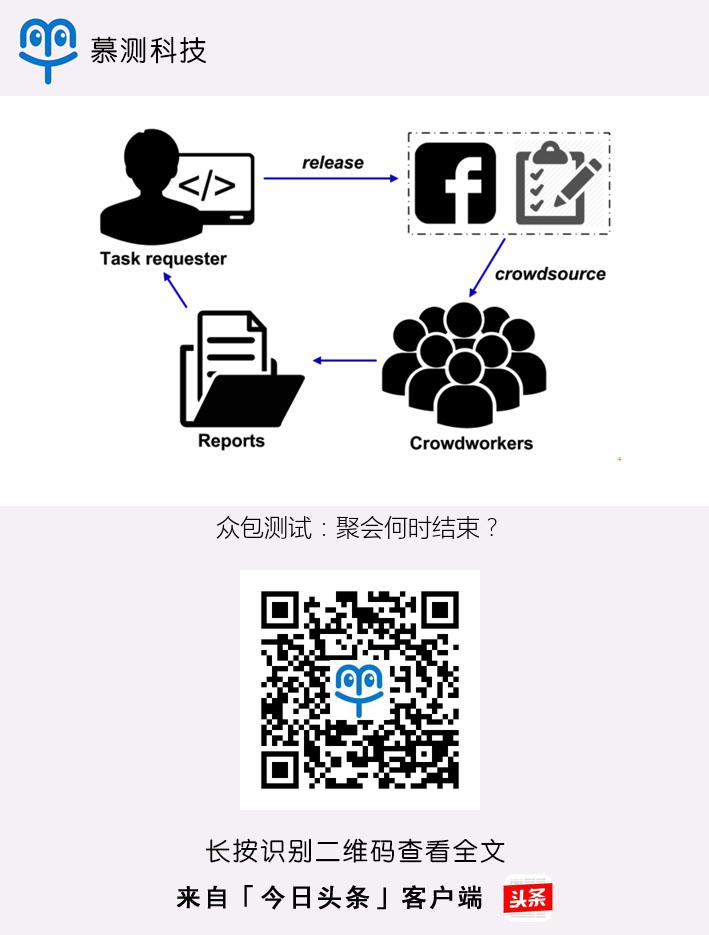 慕测科技
</>
release
Task requester
crowdsource
Reports
Crowdworkers
众包测试：聚会何时结束？
长按识别二维码查看全文
来自「今日头条」客户端
头条